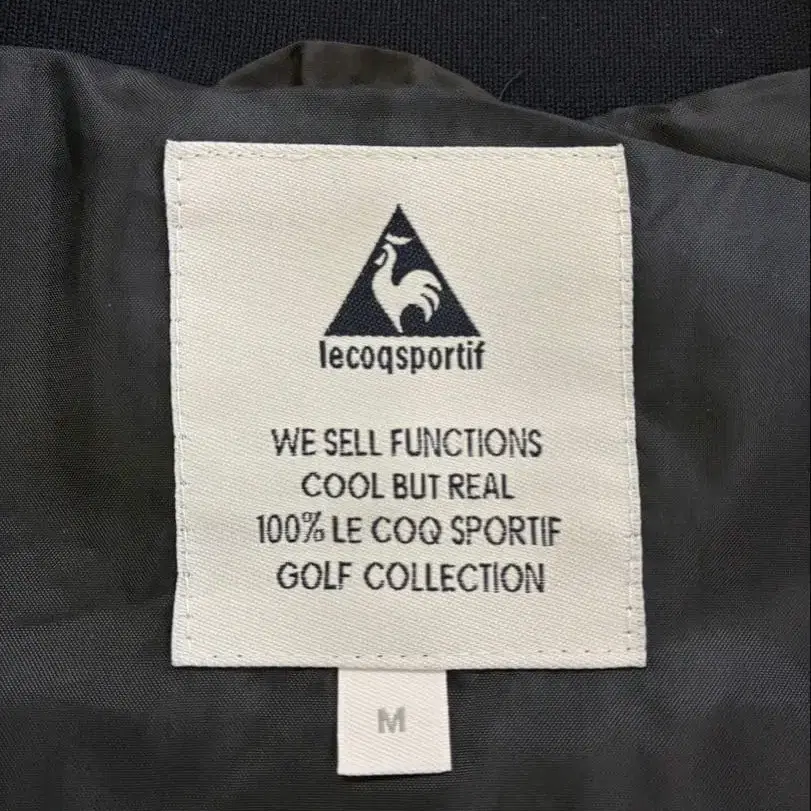 lecoqsportif
WE SELL FUNCTIONS
COOL BUT REAL
100% LE COQ SPORTIF
GOLF COLLECTION
M